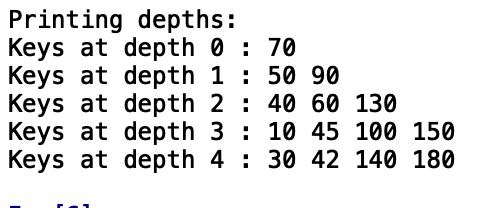 Printing depths:
Keys at depth 0 : 70
Keys at depth 1 : 50 90
Keys at depth 2 : 40 60 130
Keys at depth 3 : 10 45 100 150
Keys at depth 4 : 30 42 140 180